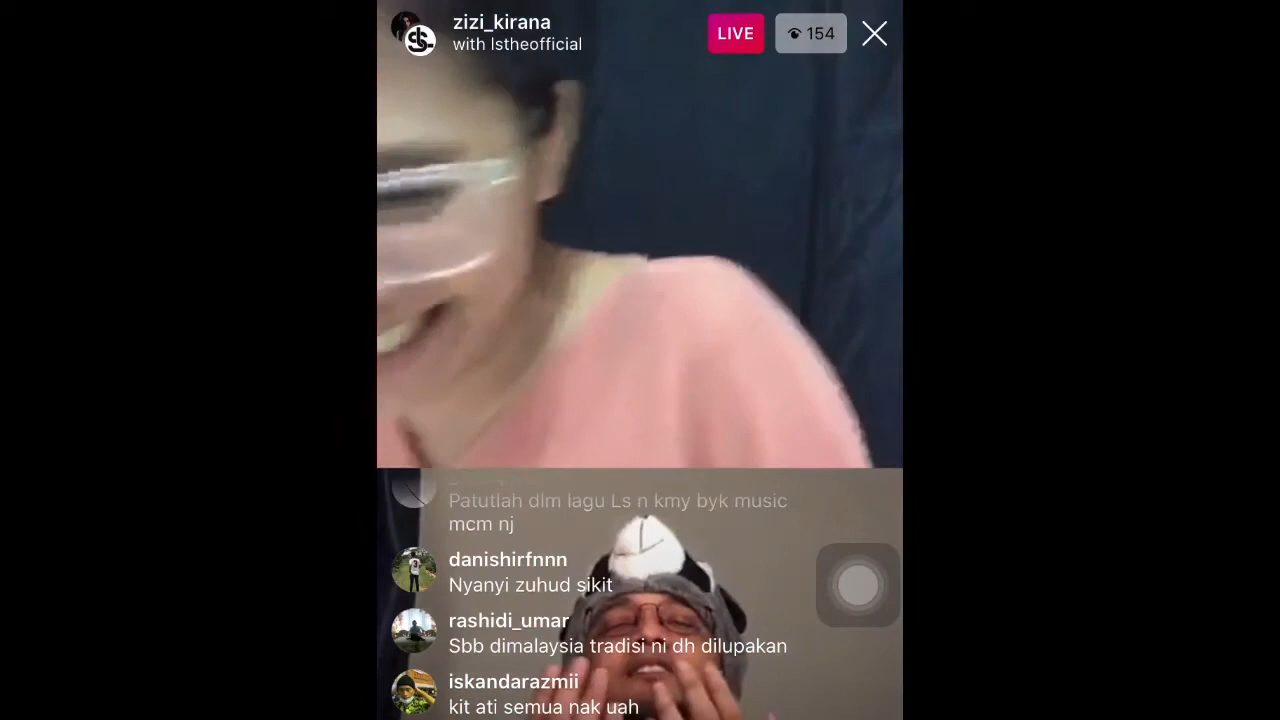 zizi_kirana
with lstheofficial
LIVE
154
Patutlah dlm lagu Ls n kmy byk music
mcm nj
danishirfnnn
Nyanyi zuhud sikit
rashidi_umar
Sbb dimalaysia tradisi ni dh dilupakan
iskandarazmii
kit ati semua nak uah